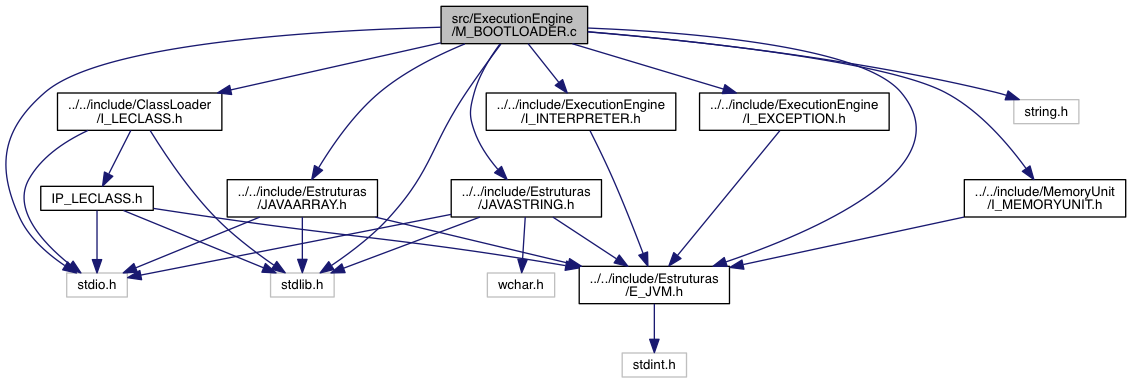 src/ExecutionEngine
/M_BOOTLOADER.c
../../include/ClassLoader
/I_LECLASS.h
../../include/ExecutionEngine
/I_INTERPRETER.h
../../include/ExecutionEngine
/I_EXCEPTION.h
string.h
IP_LECLASS.h
../../include/Estruturas
/JAVAARRAY.h
../../include/Estruturas
/JAVASTRING.h
../../include/MemoryUnit
/I_MEMORYUNIT.h
stdio.h
stdlib.h
wchar.h
../../include/Estruturas
/E_JVM.h
stdint.h